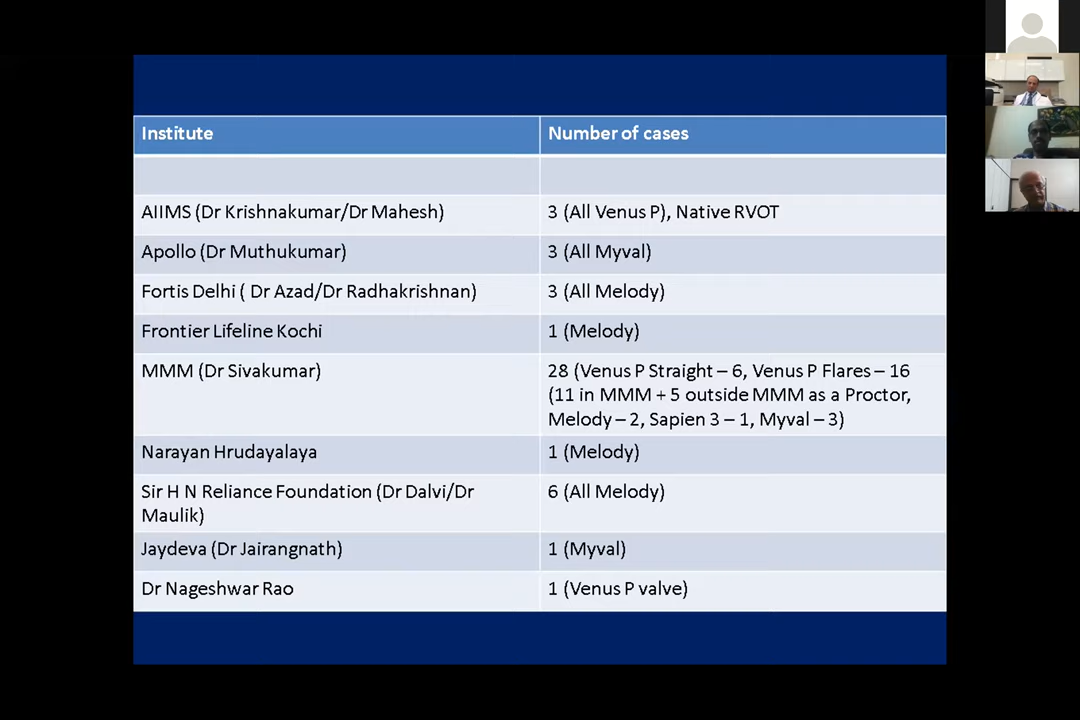 Institute Number of cases
AIIMS (Dr Krishnakumar/Dr Mahesh) 3 (All Venus P), Native RVOT
Apollo (Dr Muthukumar) 3 (All Myval)
Fortis Delhi ( Dr Azad/Dr Radhakrishnan) 3 (All Melody)
Frontier Lifeline Kochi 1 (Melody)
MMM (Dr Sivakumar) 28 (Venus P Straight – 6, Venus P Flares – 16
(11 in MMM + 5 outside MMM as a Proctor,
Melody – 2, Sapien 3 – 1, Myval – 3)
Narayan Hrudayalaya 1 (Melody)
Sir H N Reliance Foundation (Dr Dalvi/Dr 6 (All Melody)
Maulik)
Jaydeva (Dr Jairangnath) 1 (Myval)
Dr Nageshwar Rao 1 (Venus P valve)